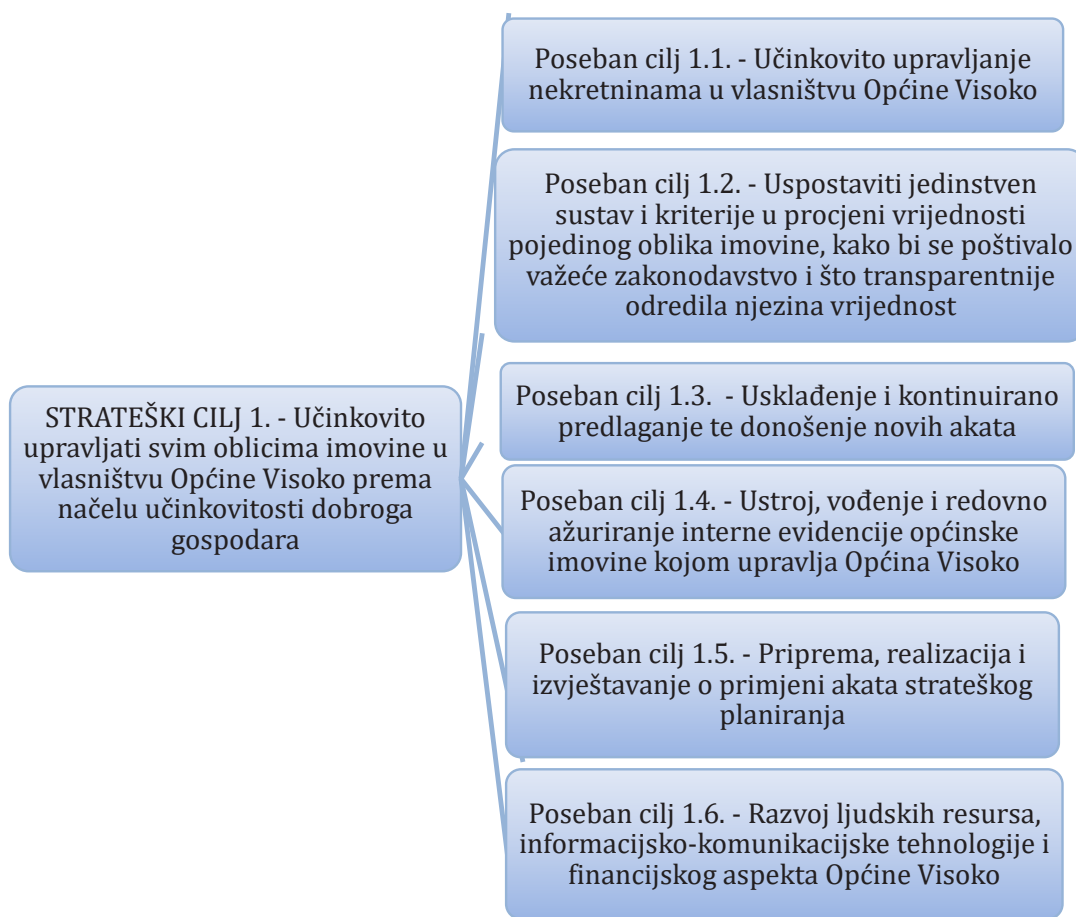 STRATEŠKI CILJ 1. - Učinkovito
upravljati svim oblicima imovine u
vlasništvu Općine Visoko prema
načelu učinkovitosti dobroga
gospodara
Poseban cilj 1.1. - Učinkovito upravljanje
nekretninama u vlasništvu Općine Visoko
Poseban cilj 1.2. - Uspostaviti jedinstven
sustav i kriterije u procjeni vrijednosti
pojedinog oblika imovine, kako bi se poštivalo
važeće zakonodavstvo i što transparentnije
odredila njezina vrijednost
Poseban cilj 1.3. - Usklađenje i kontinuirano
predlaganje te donošenje novih akata
Poseban cilj 1.4. - Ustroj, vođenje i redovno
ažuriranje interne evidencije općinske
imovine kojom upravlja Općina Visoko
Poseban cilj 1.5. - Priprema, realizacija i
izvještavanje o primjeni akata strateškog
planiranja
Poseban cilj 1.6. - Razvoj ljudskih resursa,
informacijsko-komunikacijske tehnologije i
financijskog aspekta Općine Visoko